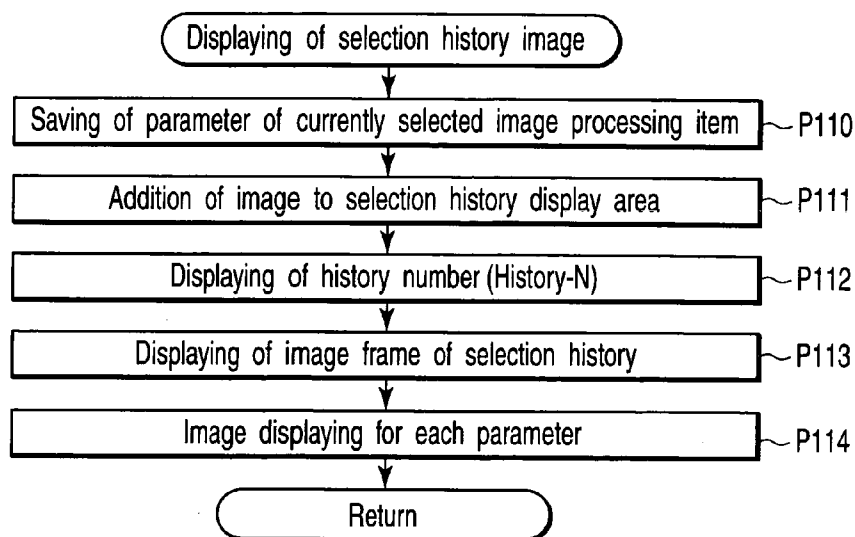 Displaying of selection history image
Saving of parameter of currently selected image processing item P110
Addition of image to selection history display area P111
Displaying of history number (History-N) P112
Displaying of image frame of selection history P113
Image displaying for each parameter P114
Return